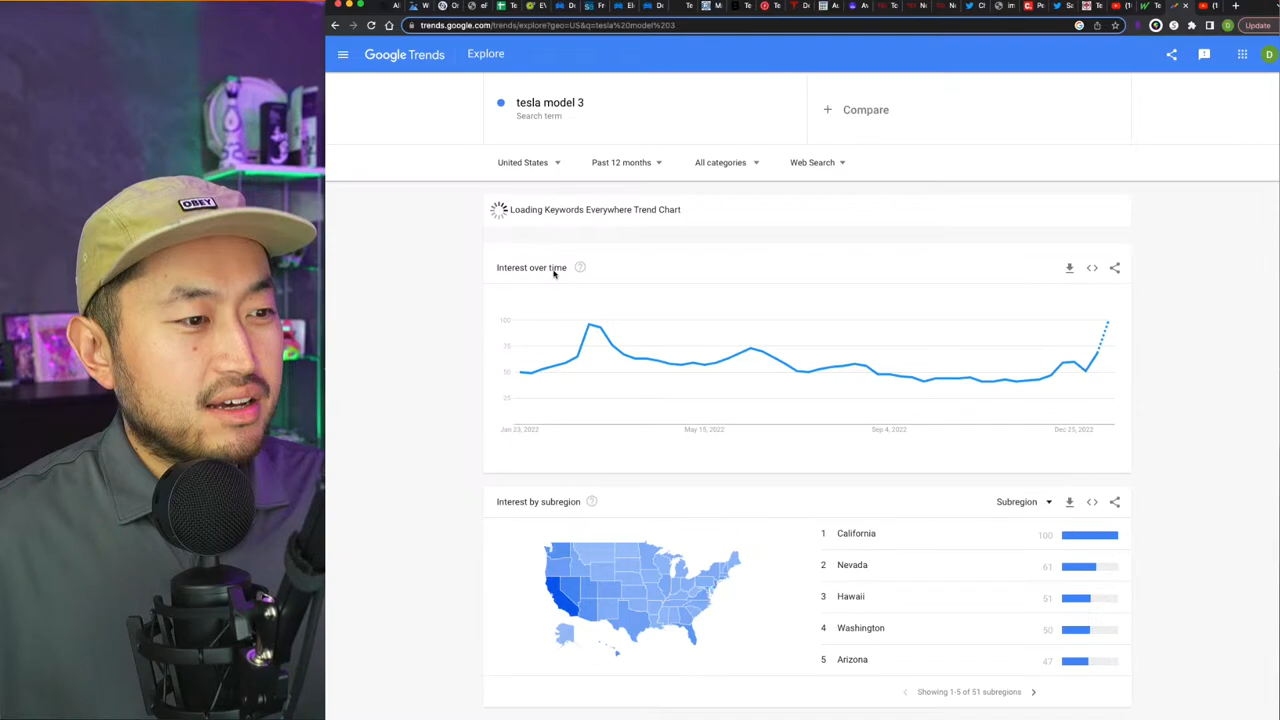 trends.google.com/trends/explore?geo=US&q=tesla%20model%203
Update
Google Trends
Explore
D
tesla model 3
Search term
+ Compare
United States
Past 12 months
All categories
Web Search
Loading Keywords Everywhere Trend Chart
Interest over time
100
75
50
25
Jan 23, 2022
May 15, 2022
Sep 4, 2022
Dec 25, 2022
Interest by subregion
Subregion
1 California 100
2 Nevada 61
3 Hawaii 51
4 Washington 50
5 Arizona 47
Showing 1-5 of 51 subregions
OBEY